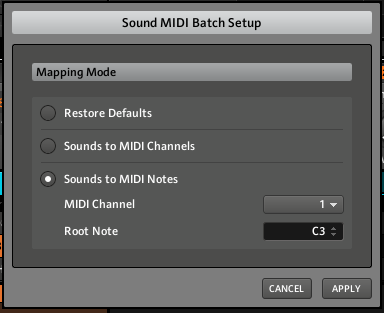 Sound MIDI Batch Setup
Mapping Mode
Restore Defaults
Sounds to MIDI Channels
Sounds to MIDI Notes
MIDI Channel 1
Root Note C3
CANCEL APPLY